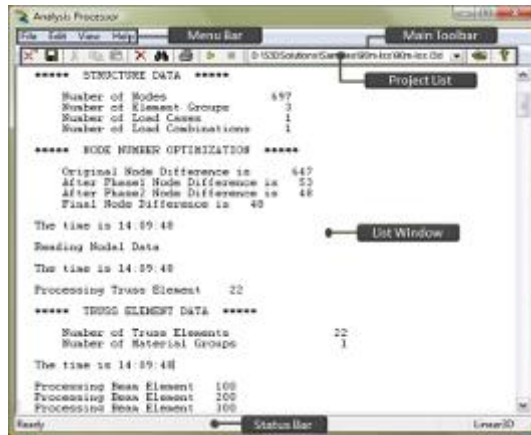 Analysis Processor
File Edit View Help
Menu Bar
Main Toolbar
Project List
***** STRUCTURE DATA *****
Number of Nodes 697
Number of Element Groups 3
Number of Load Cases 1
Number of Load Combinations 1
***** NODE NUMBER OPTIMIZATION *****
Original Node Difference is 647
After Phase1 Node Difference is 53
After Phase2 Node Difference is 48
Final Node Difference is 48
The time is 14:09:48
List Window
Reading Nodal Data
The time is 14:09:48
Processing Truss Element 22
***** TRUSS ELEMENT DATA *****
Number of Truss Elements 22
Number of Material Groups 1
The time is 14:09:48
Processing Beam Element 100
Processing Beam Element 200
Processing Beam Element 300
Ready
Status Bar
Linear3D